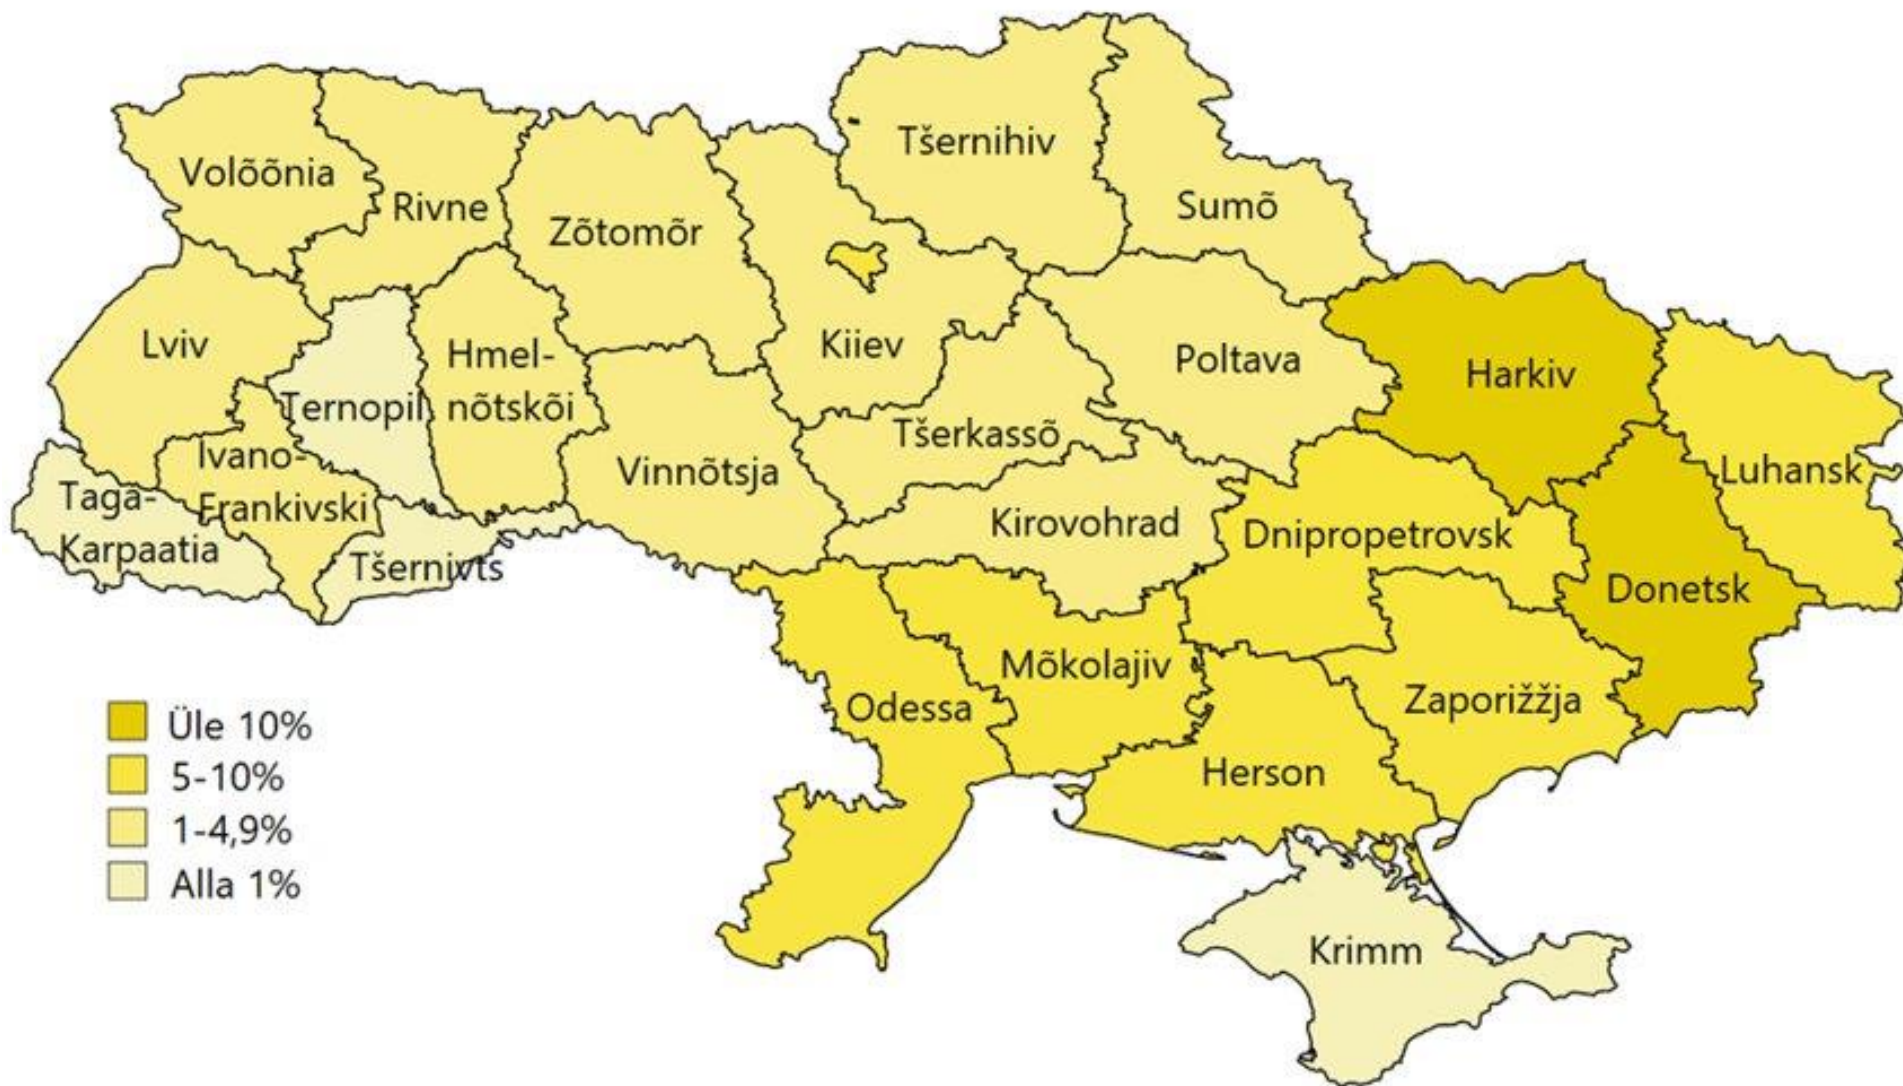 Tšernihiv
Volõõnia
Rivne
Sumõ
Zõtomõr
Lviv
Hmel-
nõtskõi
Kiiev
Poltava
Harkiv
Ternopil
Tšerkassõ
Ivano-
Frankivski
Vinnõtsja
Luhansk
Taga-
Karpaatia
Kirovohrad
Dnipropetrovsk
Tšernivts
Donetsk
Mõkolajiv
Odessa
Zaporižžja
Herson
Krimm
Üle 10%
5-10%
1-4,9%
Alla 1%